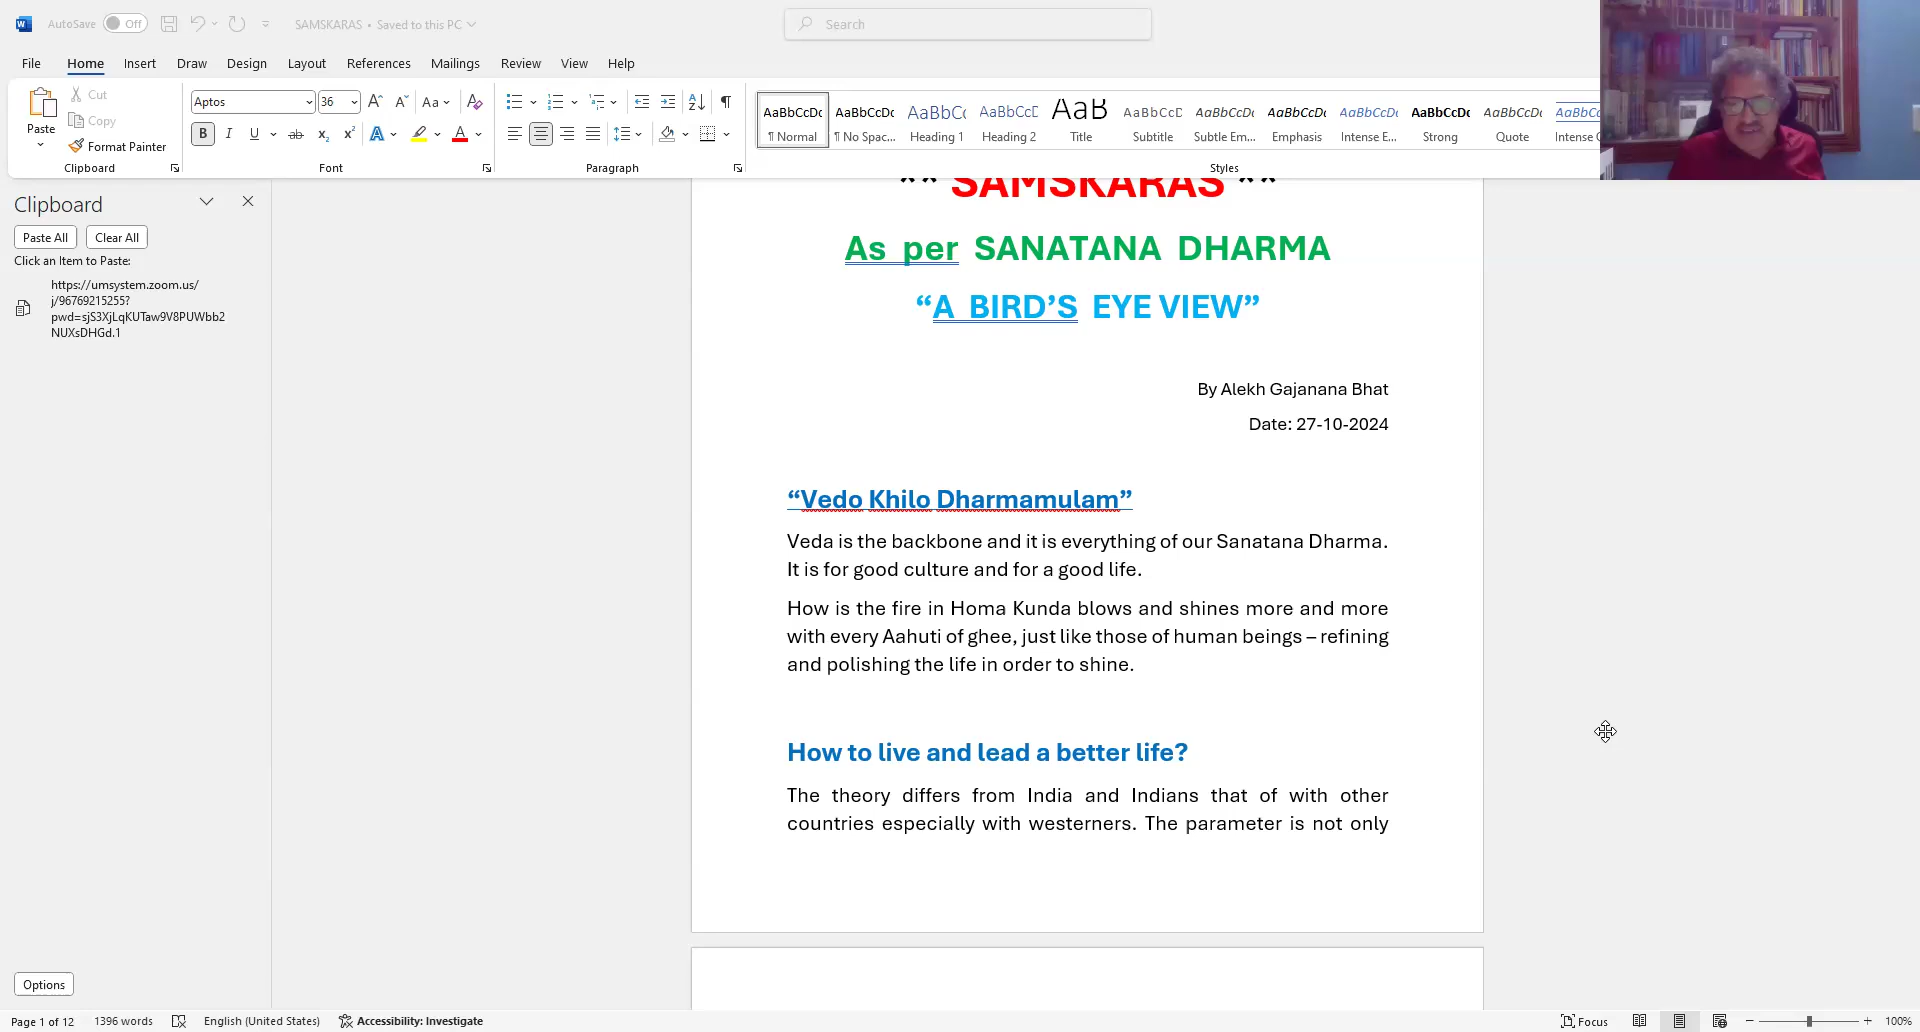 AutoSave Off SAMSKARAS • Saved to this PC Search
File Home Insert Draw Design Layout References Mailings Review View Help
Paste Cut Copy Format Painter
Clipboard
Aptos 36 Aa
B I U ab x₂ x² A A
Font
Paragraph
AaBbCcDc AaBbCcDc AaBbCc AaBbCcD AaB AaBbCcD AaBbCcDc AaBbCcDc AaBbCcDc AaBbCcDc AaBbCcDc AaBbCc
¶ Normal ¶ No Spac... Heading 1 Heading 2 Title Subtitle Subtle Em... Emphasis Intense E... Strong Quote Intense
Styles
Clipboard
Paste All Clear All
Click an Item to Paste:
https://umsystem.zoom.us/
j/96769215255?
pwd=sjS3XjLqKUTaw9V8PUWbb2
NUXsDHGd.1
Options
** SAMSKARAS **
As per SANATANA DHARMA
“A BIRD’S EYE VIEW”
By Alekh Gajanana Bhat
Date: 27-10-2024
“Vedo Khilo Dharmamulam”
Veda is the backbone and it is everything of our Sanatana Dharma.
It is for good culture and for a good life.
How is the fire in Homa Kunda blows and shines more and more
with every Aahuti of ghee, just like those of human beings – refining
and polishing the life in order to shine.
How to live and lead a better life?
The theory differs from India and Indians that of with other
countries especially with westerners. The parameter is not only
Page 1 of 12 1396 words English (United States) Accessibility: Investigate Focus 100%